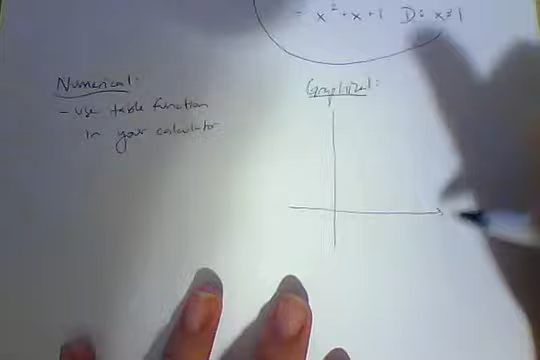 = x² + x + 1 D: x ≠ 1
Numerical:
- use table function
in your calculator
Graphical: